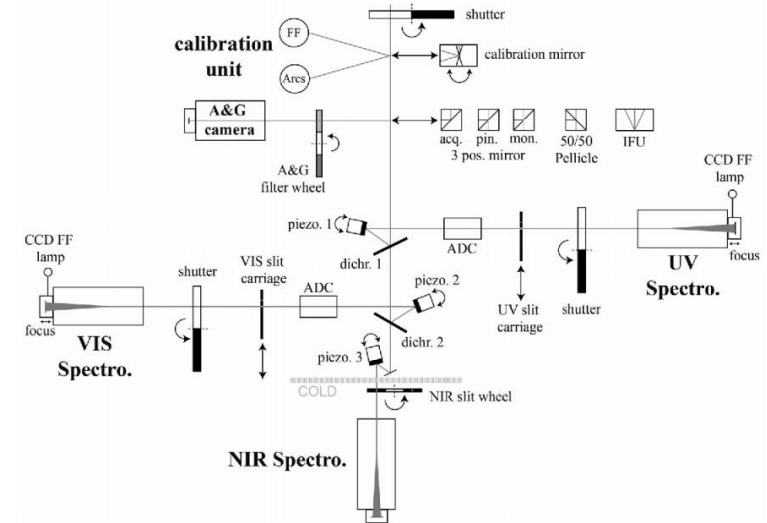 shutter
FF
calibration
unit
calibration mirror
Arcs
A&G
camera
acq. pin. mon. 50/50 IFU
3 pos. mirror Pellicle
A&G
filter wheel
CCD FF
lamp
piezo. 1
ADC
focus
dichr. 1
UV
Spectro.
CCD FF
lamp
shutter
VIS slit
carriage
ADC
piezo. 2
UV slit
carriage
shutter
focus
VIS
Spectro.
dichr. 2
piezo. 3
COLD
NIR slit wheel
NIR Spectro.